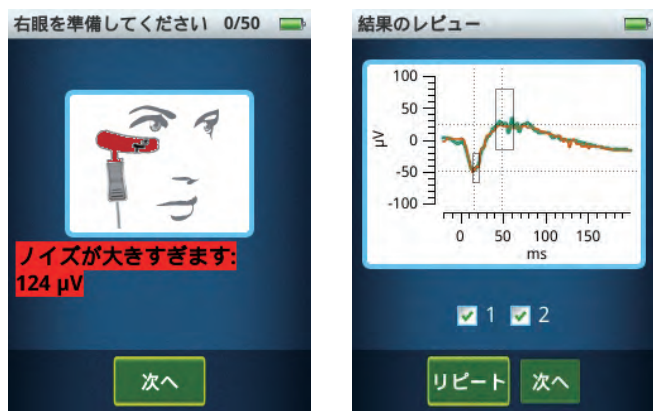 右眼を準備してください 0/50
ノイズが大きすぎます:
124 μV
次へ
結果のレビュー
100
50
0
-50
-100
μV
0 50 100 150
ms
1 2
リピート 次へ